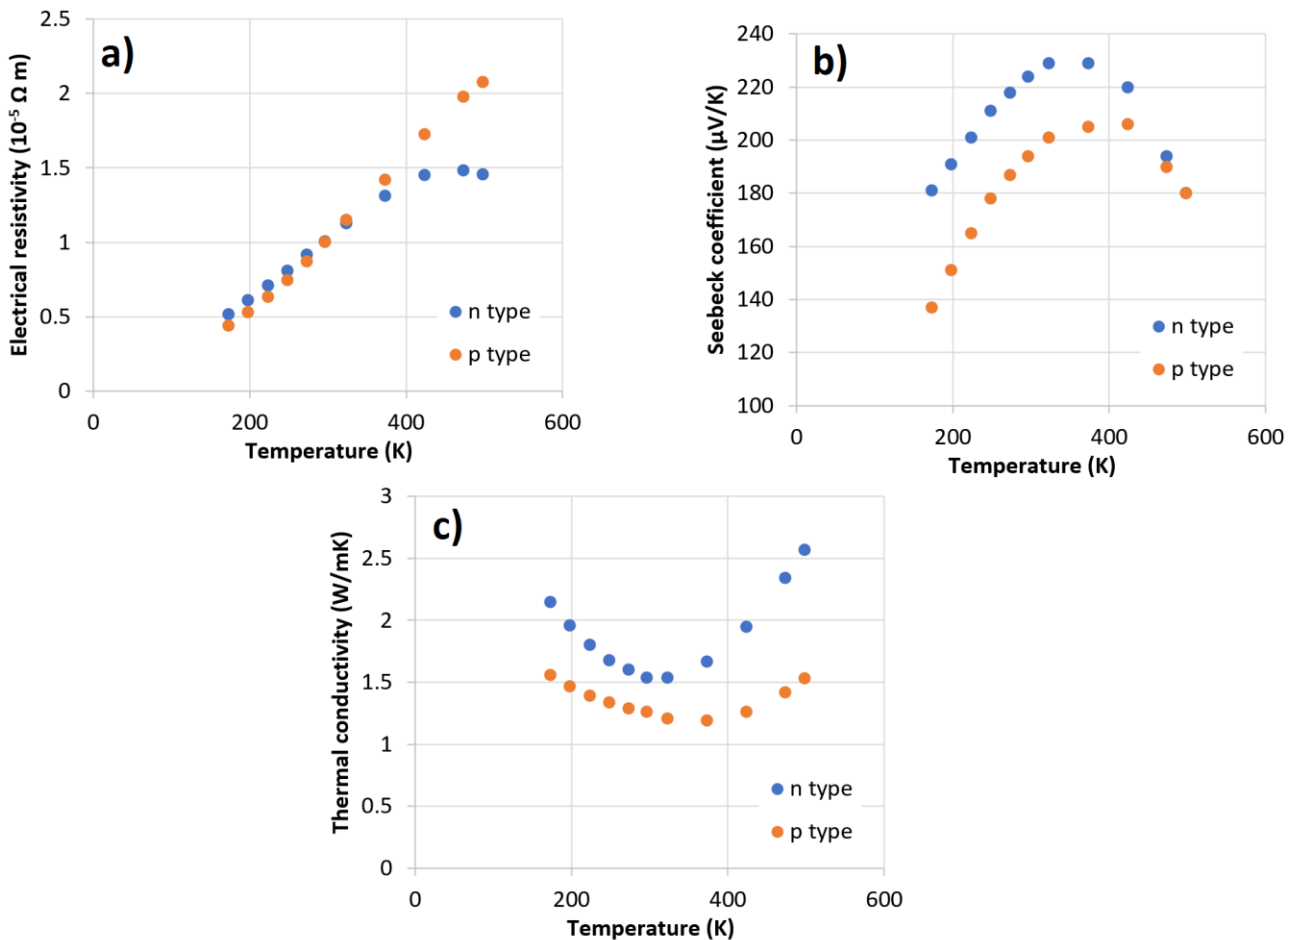 a)
Electrical resistivity (10⁻⁵ Ω m)
2.5
2
1.5
1
0.5
0
n type
p type
0 200 400 600
Temperature (K)
b)
Seebeck coefficient (μV/K)
240
220
200
180
160
140
120
100
n type
p type
0 200 400 600
Temperature (K)
c)
Thermal conductivity (W/mK)
3
2.5
2
1.5
1
0.5
0
n type
p type
0 200 400 600
Temperature (K)